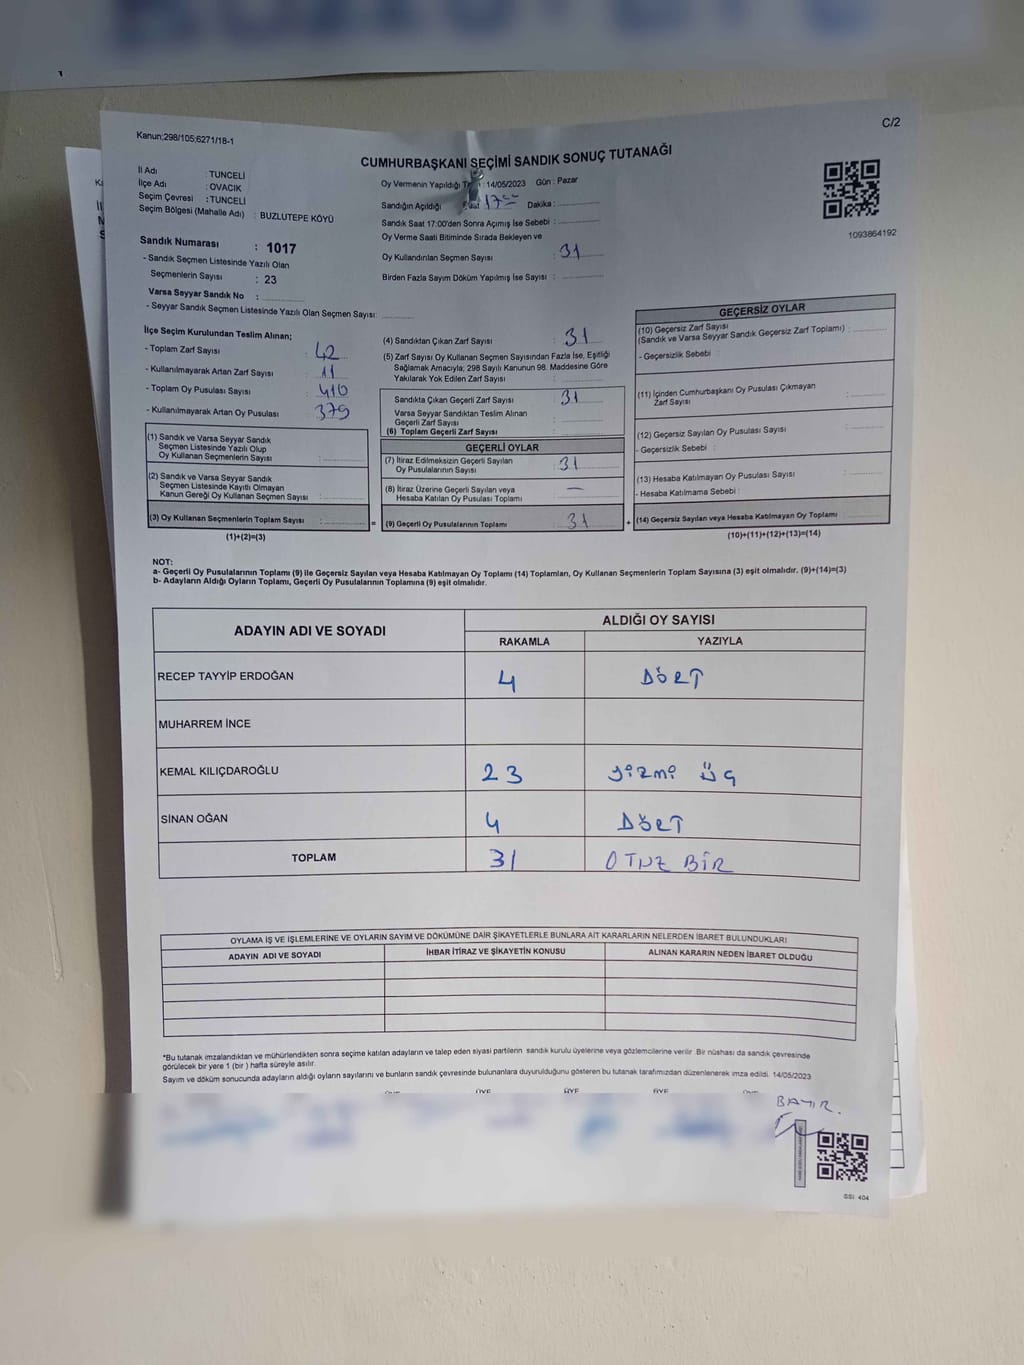 C/2
Kanun;298/105;6271/18-1
CUMHURBAŞKANI SEÇİMİ SANDIK SONUÇ TUTANAĞI
İl Adı : TUNCELİ
İlçe Adı : OVACIK
Seçim Çevresi : TUNCELİ
Seçim Bölgesi (Mahalle Adı) : BUZLUTEPE KÖYÜ
Sandık Numarası : 1017
- Sandık Seçmen Listesinde Yazılı Olan
Seçmenlerin Sayısı : 23
Varsa Seyyar Sandık No :
- Seyyar Sandık Seçmen Listesinde Yazılı Olan Seçmen Sayısı:
Oy Vermenin Yapıldığı : 14/05/2023 Gün : Pazar
Sandığın Açıldığı 17 Dakika :
Sandık Saat 17:00'den Sonra Açımış İse Sebebi :
Oy Verme Saati Bitiminde Sırada Bekleyen ve
Oy Kullandırılan Seçmen Sayısı : 31
Birden Fazla Sayım Döküm Yapılmış İse Sayısı :
1093864192
İlçe Seçim Kurulundan Teslim Alınan;
- Toplam Zarf Sayısı : 42
- Kullanılmayarak Artan Zarf Sayısı : 11
- Toplam Oy Pusulası Sayısı : 410
- Kullanılmayarak Artan Oy Pusulası : 379
(1) Sandık ve Varsa Seyyar Sandık
Seçmen Listesinde Yazılı Olup
Oy Kullanan Seçmenlerin Sayısı :
(2) Sandık ve Varsa Seyyar Sandık
Seçmen Listesinde Kayıtlı Olmayan
Kanun Gereği Oy Kullanan Seçmen Sayısı :
(3) Oy Kullanan Seçmenlerin Toplam Sayısı :
(1)+(2)=(3)
=
(4) Sandıktan Çıkan Zarf Sayısı : 31
(5) Zarf Sayısı Oy Kullanan Seçmen Sayısından Fazla İse, Eşitliği
Sağlamak Amacıyla; 298 Sayılı Kanunun 98. Maddesine Göre
Yakılarak Yok Edilen Zarf Sayısı :
Sandıkta Çıkan Geçerli Zarf Sayısı : 31
Varsa Seyyar Sandıktan Teslim Alınan
Geçerli Zarf Sayısı :
(6) Toplam Geçerli Zarf Sayısı :
GEÇERLİ OYLAR
(7) İtiraz Edilmeksizin Geçerli Sayılan
Oy Pusulalarının Sayısı : 31
(8) İtiraz Üzerine Geçerli Sayılan veya
Hesaba Katılan Oy Pusulası Toplamı : —
(9) Geçerli Oy Pusulalarının Toplamı : 31
+
GEÇERSİZ OYLAR
(10) Geçersiz Zarf Sayısı
(Sandık ve Varsa Seyyar Sandık Geçersiz Zarf Toplamı) :
- Geçersizlik Sebebi :
(11) İçinden Cumhurbaşkanı Oy Pusulası Çıkmayan
Zarf Sayısı :
(12) Geçersiz Sayılan Oy Pusulası Sayısı :
- Geçersizlik Sebebi :
(13) Hesaba Katılmayan Oy Pusulası Sayısı :
- Hesaba Katılmama Sebebi :
(14) Geçersiz Sayılan veya Hesaba Katılmayan Oy Toplamı :
(10)+(11)+(12)+(13)=(14)
NOT:
a- Geçerli Oy Pusulalarının Toplamı (9) ile Geçersiz Sayılan veya Hesaba Katılmayan Oy Toplamı (14) Toplamları, Oy Kullanan Seçmenlerin Toplam Sayısına (3) eşit olmalıdır. (9)+(14)=(3)
b- Adayların Aldığı Oyların Toplamı, Geçerli Oy Pusulalarının Toplamına (9) eşit olmalıdır.
ADAYIN ADI VE SOYADI
ALDIĞI OY SAYISI
RAKAMLA YAZIYLA
RECEP TAYYİP ERDOĞAN 4 DÖRT
MUHARREM İNCE
KEMAL KILIÇDAROĞLU 23 yirmi üç
SİNAN OĞAN 4 DÖRT
TOPLAM 31 OTUZ BİR
OYLAMA İŞ VE İŞLEMLERİNE VE OYLARIN SAYIM VE DÖKÜMÜNE DAİR ŞİKAYETLERLE BUNLARA AİT KARARLARIN NELERDEN İBARET BULUNDUKLARI
ADAYIN ADI VE SOYADI İHBAR İTİRAZ VE ŞİKAYETİN KONUSU ALINAN KARARIN NEDEN İBARET OLDUĞU
*Bu tutanak imzalandıktan ve mühürlendikten sonra seçime katılan adayların ve talep eden siyasi partilerin sandık kurulu üyelerine veya gözlemcilerine verilir. Bir nüshası da sandık çevresinde
görülecek bir yere 1 (bir) hafta süreyle asılır.
Sayım ve döküm sonucunda adayların aldığı oyların sayılarını ve bunların sandık çevresinde bulunanlara duyurulduğunu gösteren bu tutanak tarafımızdan düzenlenerek imza edildi. 14/05/2023
ÜYE ÜYE ÜYE
SSI 404